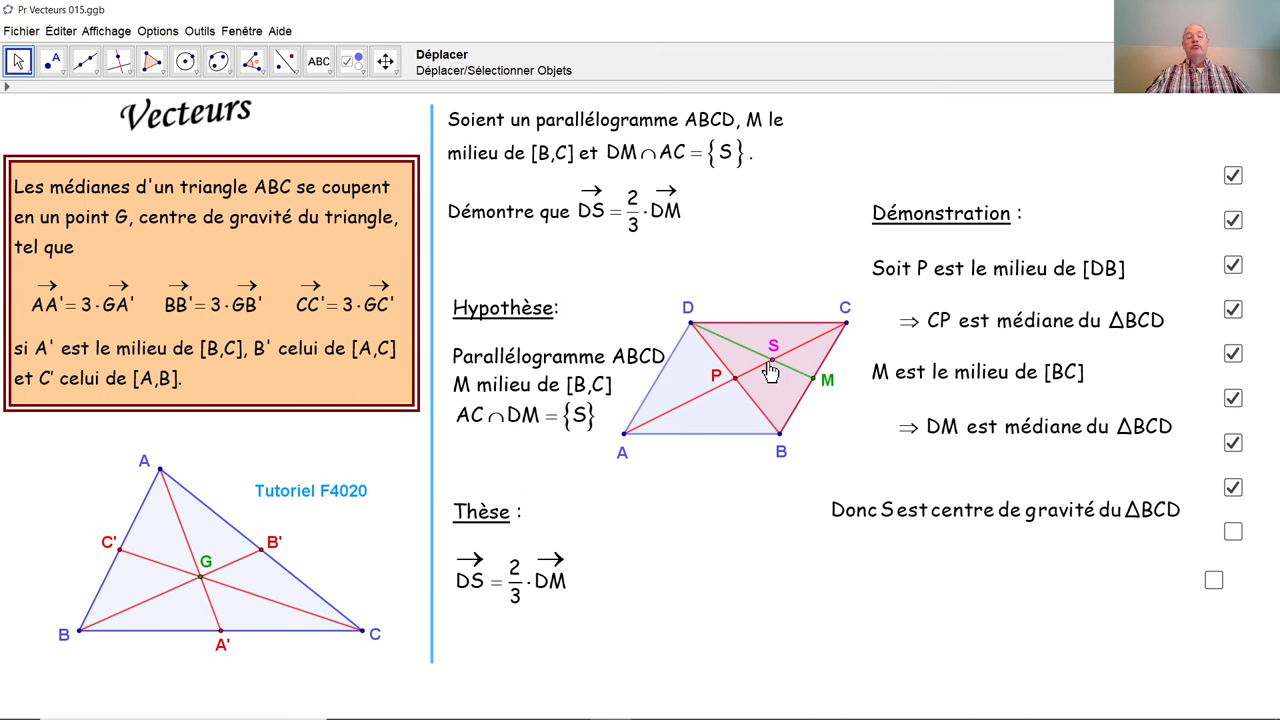 Pr Vecteurs 015.ggb
Fichier Éditer Affichage Options Outils Fenêtre Aide
A
ABC
Déplacer
Déplacer/Sélectionner Objets
Vecteurs
Les médianes d'un triangle ABC se coupent
en un point G, centre de gravité du triangle,
tel que
AA' = 3 · GA' BB' = 3 · GB' CC' = 3 · GC'
si A' est le milieu de [B,C], B' celui de [A,C]
et C' celui de [A,B].
Tutoriel F4020
A
C'
B'
G
B
A'
C
Soient un parallélogramme ABCD, M le
milieu de [B,C] et DM ∩ AC = {S} .
Démontre que DS = 2/3 · DM
Hypothèse:
Parallélogramme ABCD
M milieu de [B,C]
AC ∩ DM = {S}
D
C
S
P
M
A
B
Thèse :
DS = 2/3 · DM
Démonstration :
Soit P est le milieu de [DB]
⇒ CP est médiane du ΔBCD
M est le milieu de [BC]
⇒ DM est médiane du ΔBCD
Donc S est centre de gravité du ΔBCD